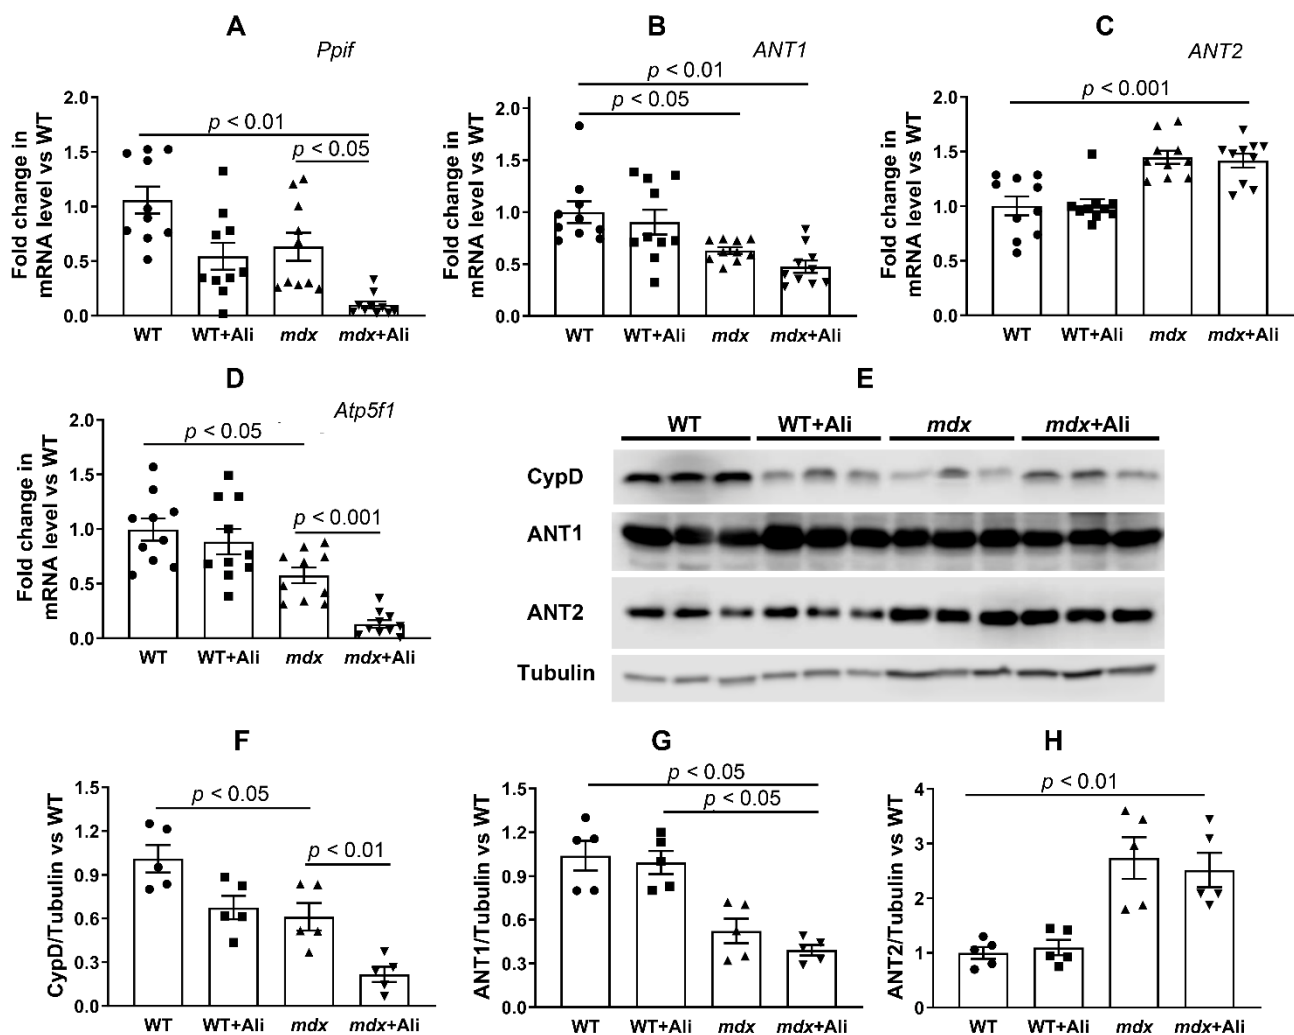 A
Ppif
Fold change in
mRNA level vs WT
2.0
1.5
1.0
0.5
0.0
p < 0.01
p < 0.05
WT
WT+Ali
mdx
mdx+Ali
B
ANT1
Fold change in
mRNA level vs WT
2.0
1.5
1.0
0.5
0.0
p < 0.01
p < 0.05
WT
WT+Ali
mdx
mdx+Ali
C
ANT2
Fold change in
mRNA level vs WT
2.0
1.5
1.0
0.5
0.0
p < 0.001
WT
WT+Ali
mdx
mdx+Ali
D
Atp5f1
Fold change in
mRNA level vs WT
2.0
1.5
1.0
0.5
0.0
p < 0.05
p < 0.001
WT
WT+Ali
mdx
mdx+Ali
E
WT
WT+Ali
mdx
mdx+Ali
CypD
ANT1
ANT2
Tubulin
F
CypD/Tubulin vs WT
1.5
1.2
0.9
0.6
0.3
0.0
p < 0.05
p < 0.01
WT
WT+Ali
mdx
mdx+Ali
G
ANT1/Tubulin vs WT
1.5
1.2
0.9
0.6
0.3
0.0
p < 0.05
p < 0.05
WT
WT+Ali
mdx
mdx+Ali
H
ANT2/Tubulin vs WT
4
3
2
1
0
p < 0.01
WT
WT+Ali
mdx
mdx+Ali